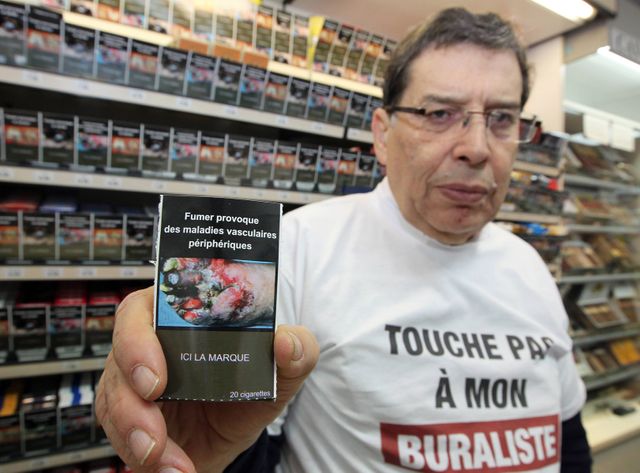 Fumer provoque
des maladies vasculaires
périphériques
ICI LA MARQUE
20 cigarettes
TOUCHE PAS
À MON
BURALISTE